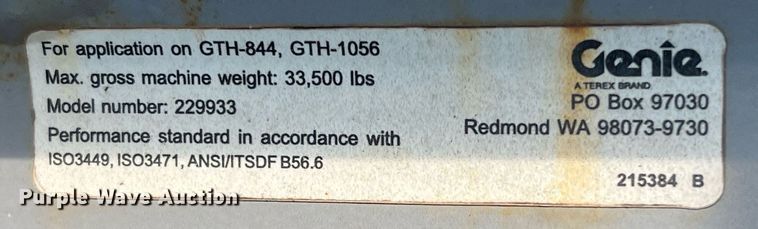 For application on GTH-844, GTH-1056
Max. gross machine weight: 33,500 lbs
Model number: 229933
Performance standard in accordance with
ISO3449, ISO3471, ANSI/ITSDF B56.6
Genie.
A TEREX BRAND
PO Box 97030
Redmond WA 98073-9730
215384 B
Purple Wave Auction